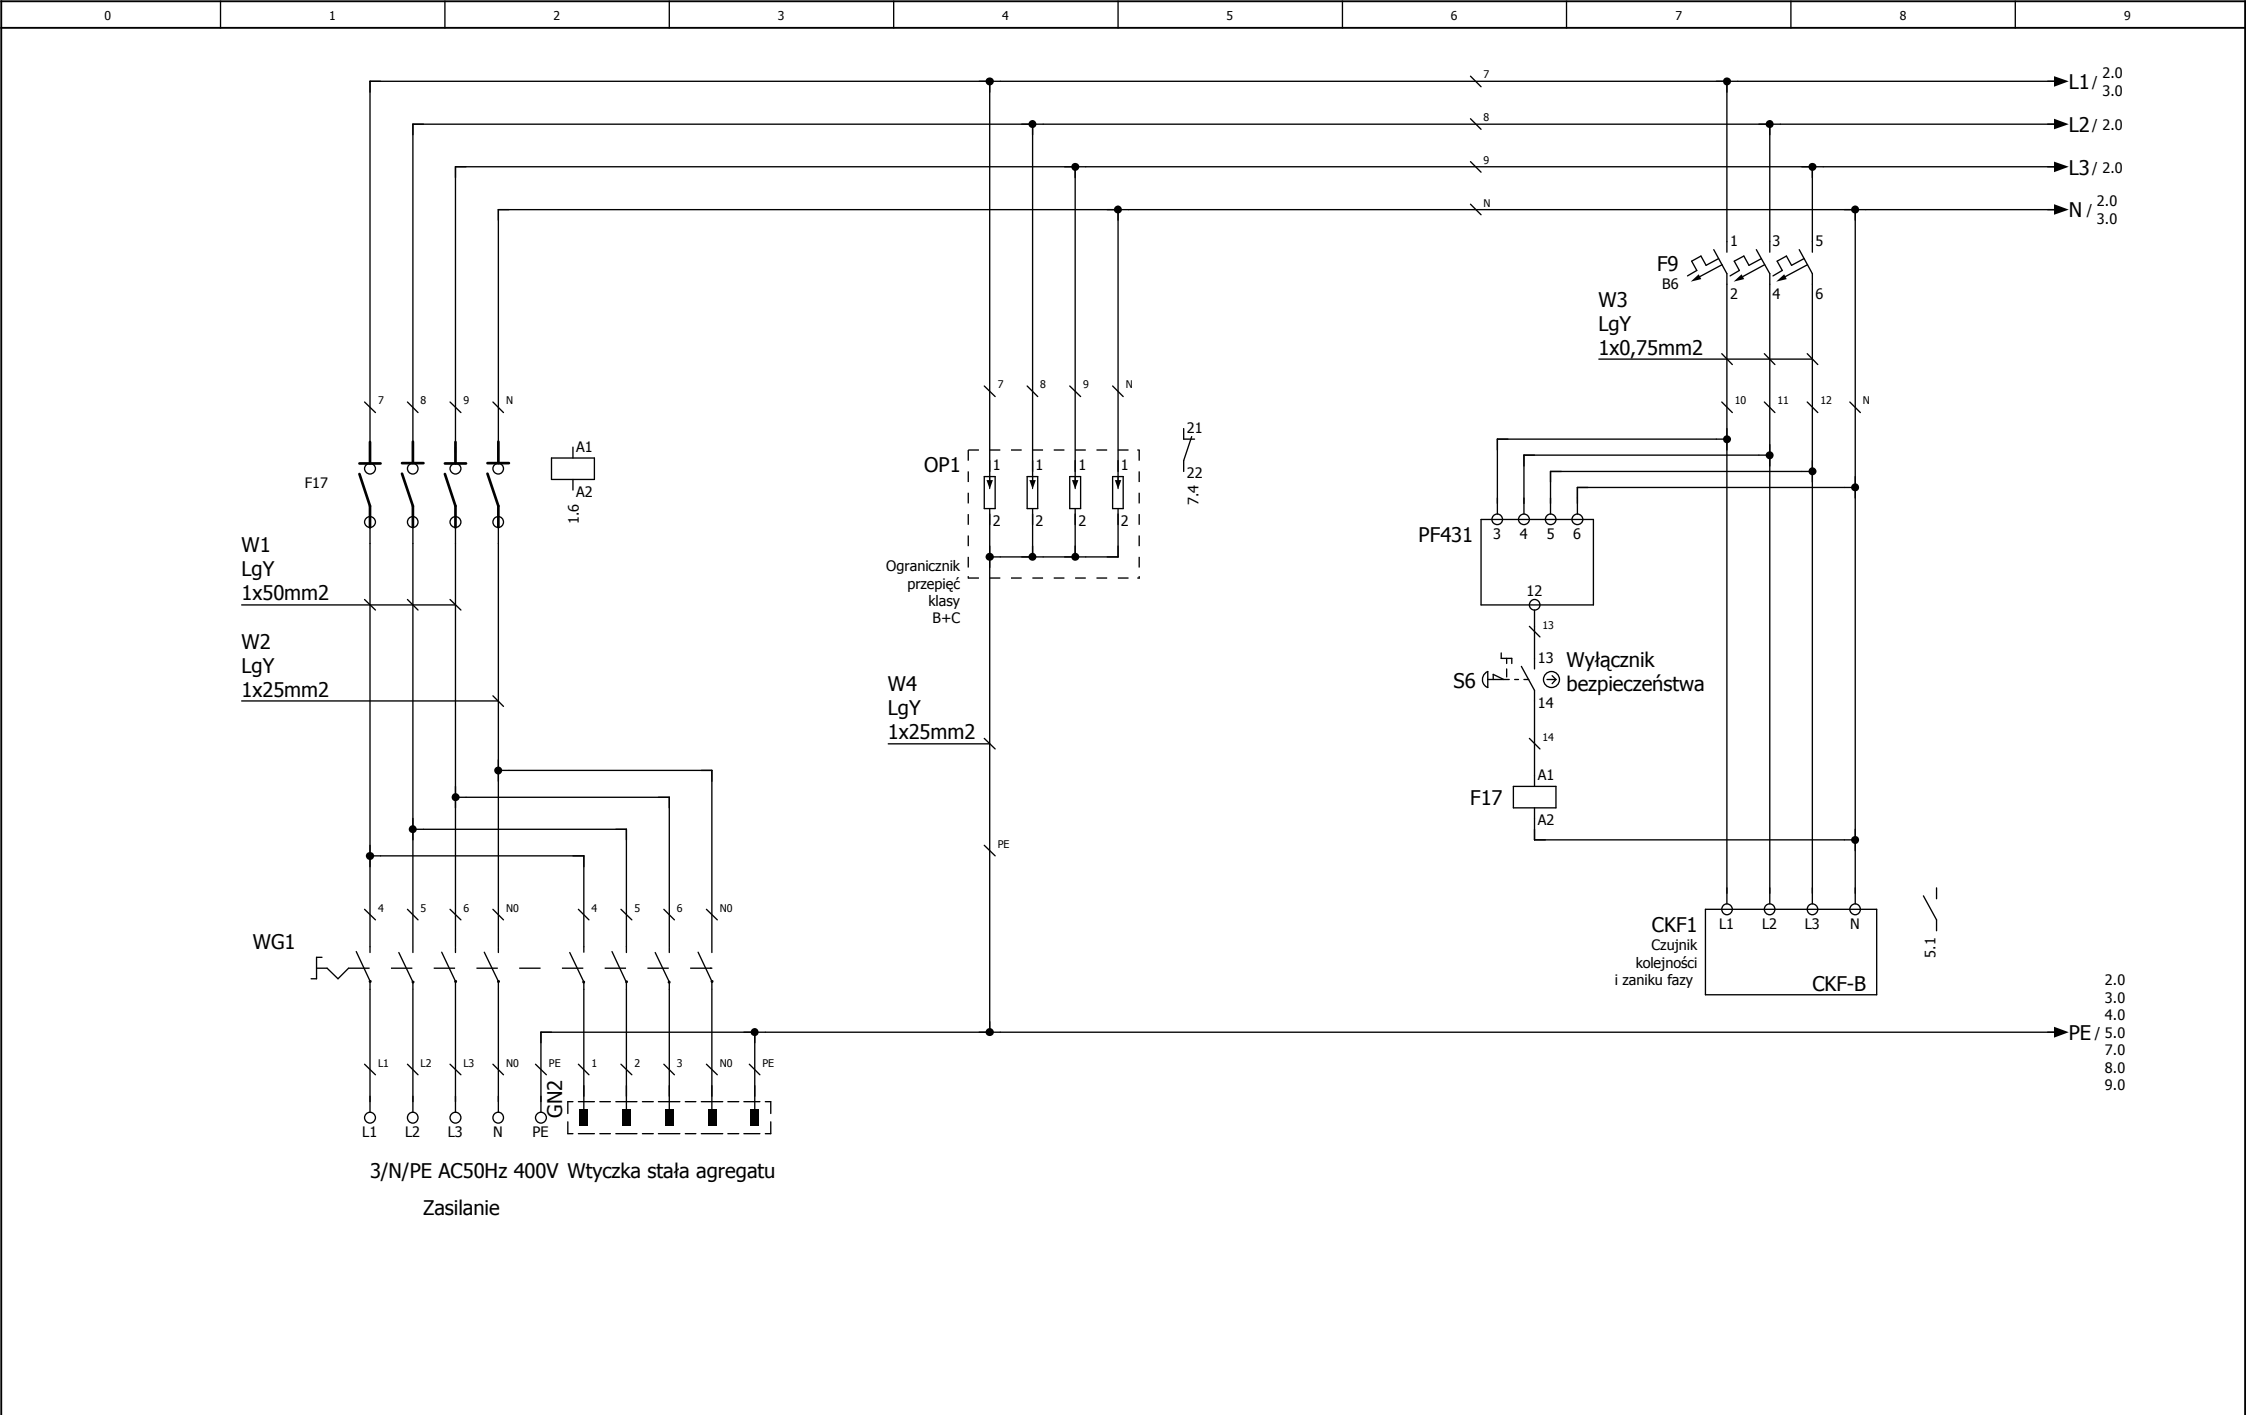 0 1 2 3 4 5 6 7 8 9
7 L1 / 2.0
3.0
8 L2 / 2.0
9 L3 / 2.0
N N / 2.0
3.0
1 3 5
F9
B6
2 4 6
W3
LgY
1x0,75mm2
7 8 9 N
7 8 9 N
10 11 12 N
F17
A1
A2
1.6
OP1
1 1 1 1
2 2 2 2
21
22
7.4
Ogranicznik
przepięć
klasy
B+C
W1
LgY
1x50mm2
W2
LgY
1x25mm2
W4
LgY
1x25mm2
PE
PF431
3 4 5 6
12
13
13
S6
14
Wyłącznik
bezpieczeństwa
14
A1
F17
A2
4 5 6 N0 4 5 6 N0
WG1
CKF1
Czujnik
kolejności
i zaniku fazy
L1 L2 L3 N
CKF-B
5.1
2.0
3.0
4.0
PE / 5.0
7.0
8.0
9.0
L1 L2 L3 N0 PE 1 2 3 N0 PE
GN2
L1 L2 L3 N PE
3/N/PE AC50Hz 400V Wtyczka stała agregatu
Zasilanie